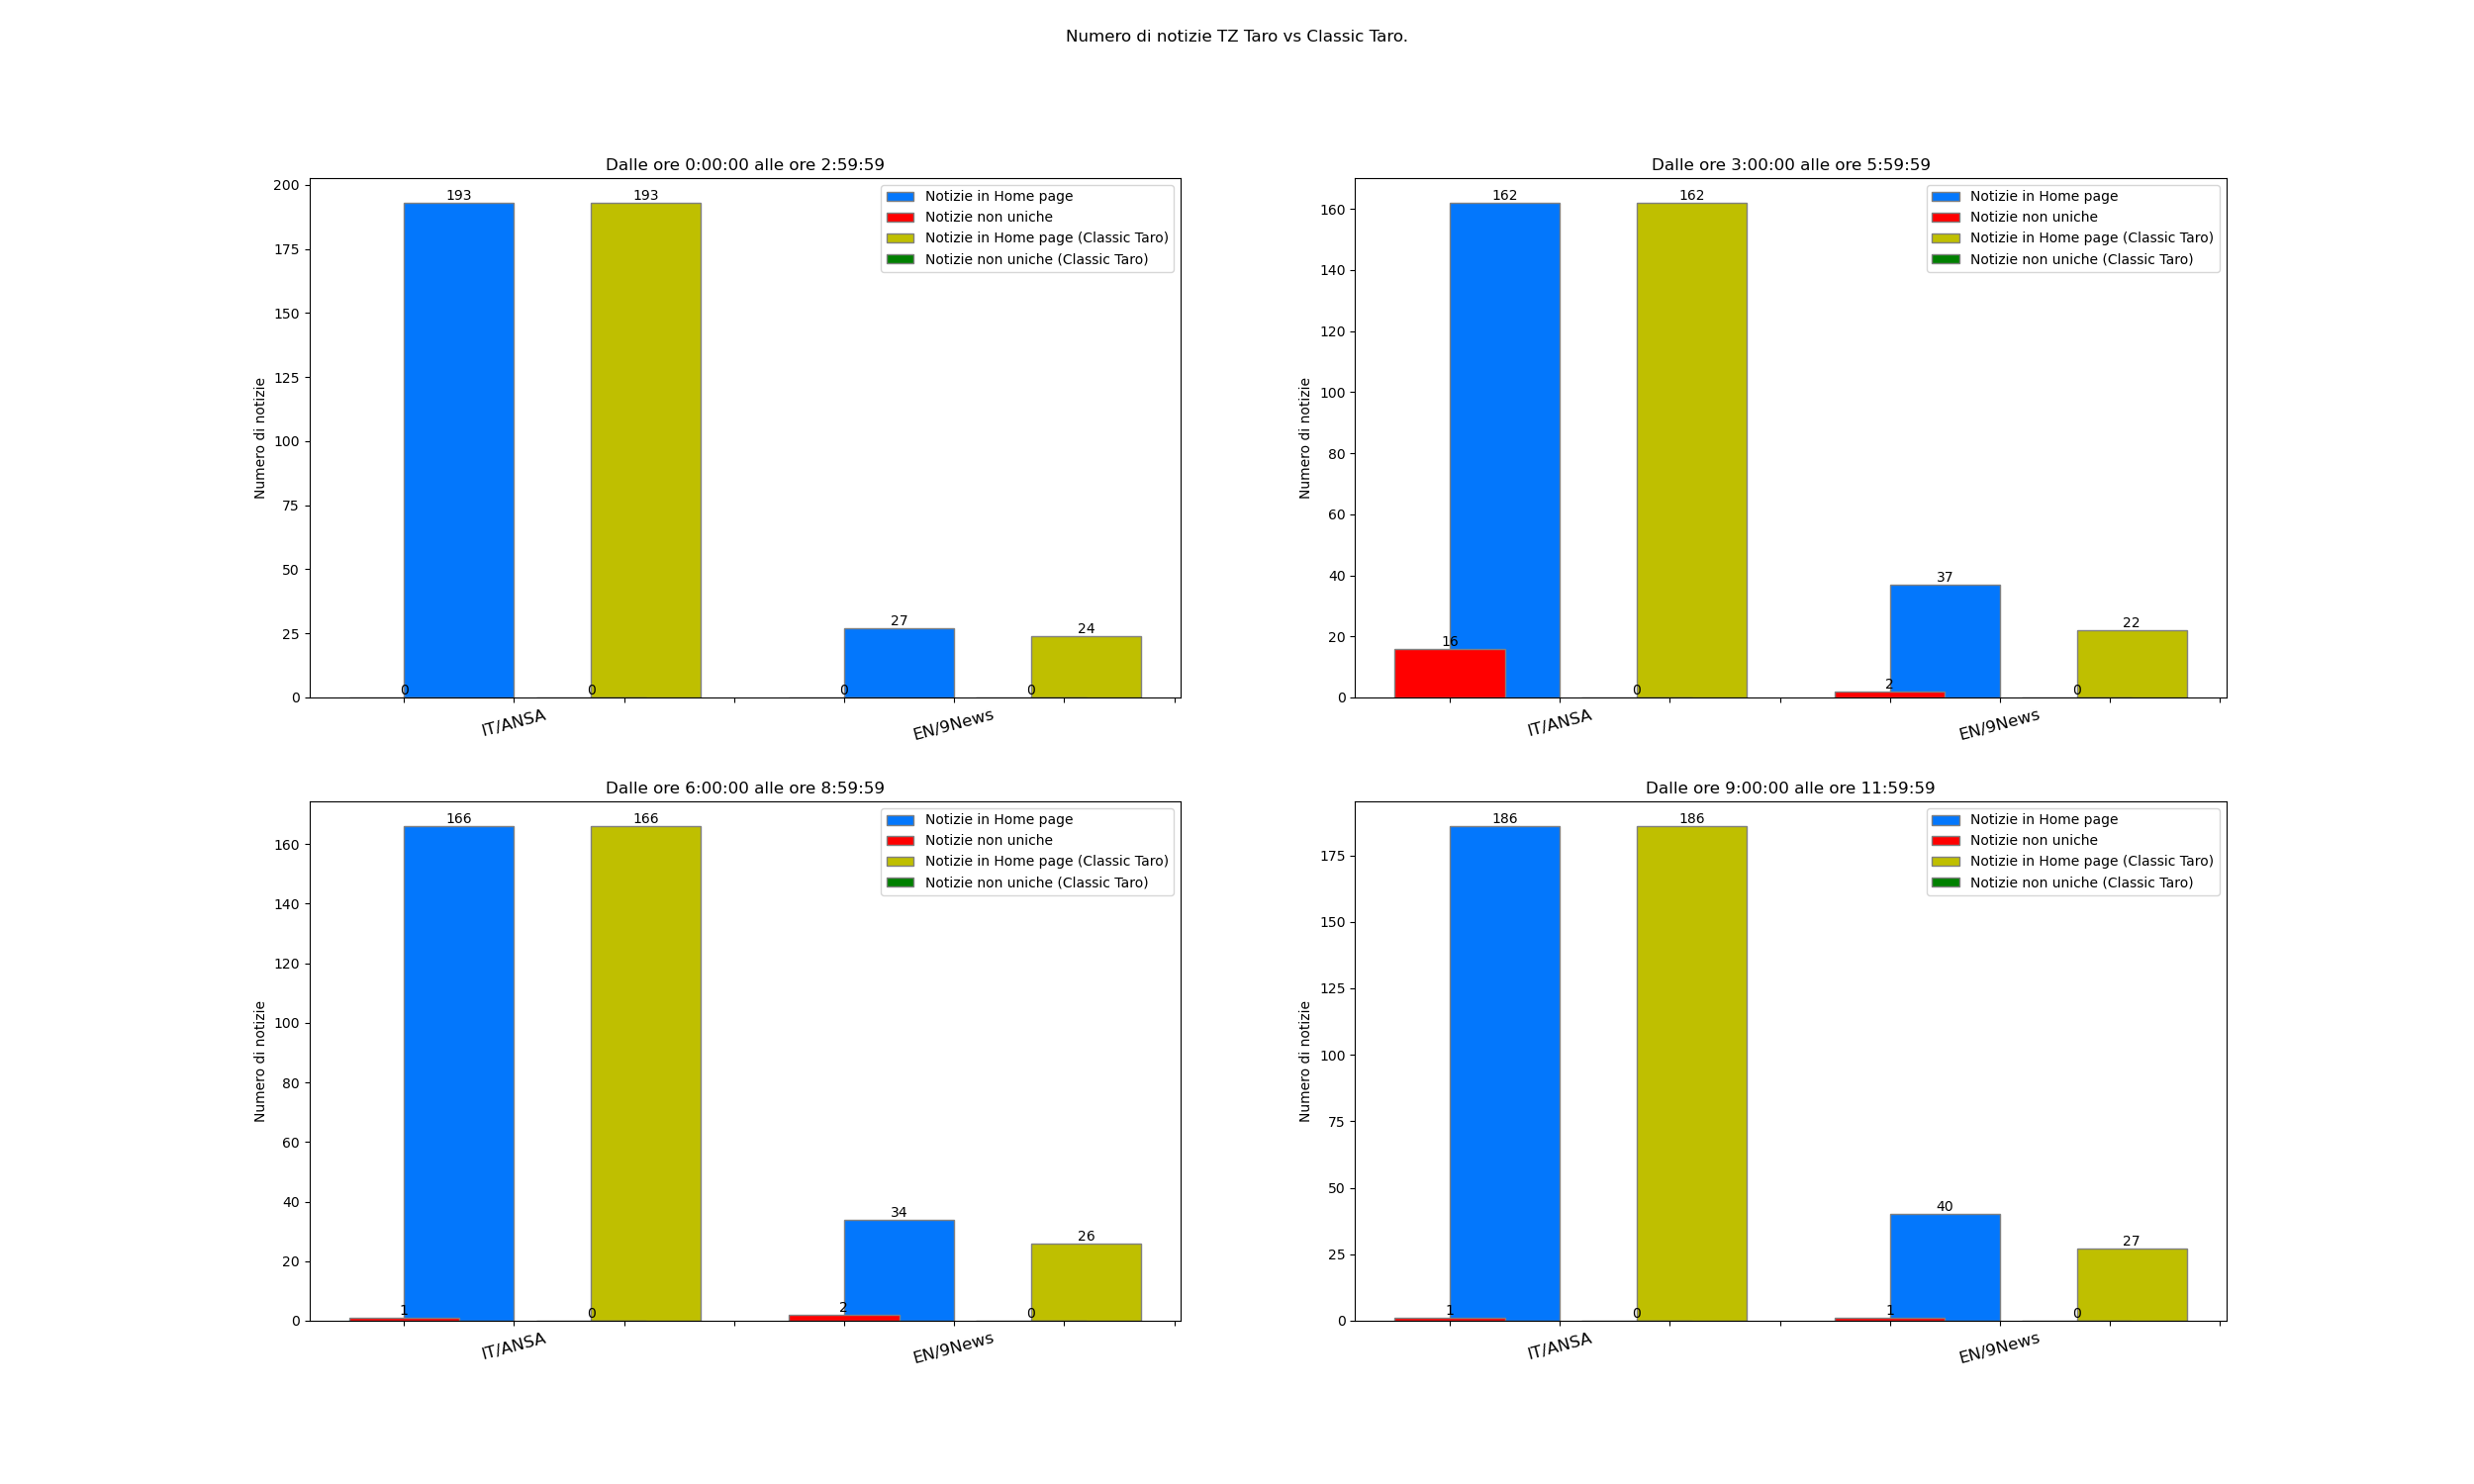 Numero di notizie TZ Taro vs Classic Taro.
Dalle ore 0:00:00 alle ore 2:59:59
Numero di notizie
200
175
150
125
100
75
50
25
0
193
193
27
24
0
0
0
0
Notizie in Home page
Notizie non uniche
Notizie in Home page (Classic Taro)
Notizie non uniche (Classic Taro)
IT/ANSA
EN/9News
Dalle ore 3:00:00 alle ore 5:59:59
Numero di notizie
160
140
120
100
80
60
40
20
0
162
162
37
22
16
0
2
0
Notizie in Home page
Notizie non uniche
Notizie in Home page (Classic Taro)
Notizie non uniche (Classic Taro)
IT/ANSA
EN/9News
Dalle ore 6:00:00 alle ore 8:59:59
Numero di notizie
160
140
120
100
80
60
40
20
0
166
166
34
26
1
0
2
0
Notizie in Home page
Notizie non uniche
Notizie in Home page (Classic Taro)
Notizie non uniche (Classic Taro)
IT/ANSA
EN/9News
Dalle ore 9:00:00 alle ore 11:59:59
Numero di notizie
175
150
125
100
75
50
25
0
186
186
40
27
1
0
1
0
Notizie in Home page
Notizie non uniche
Notizie in Home page (Classic Taro)
Notizie non uniche (Classic Taro)
IT/ANSA
EN/9News